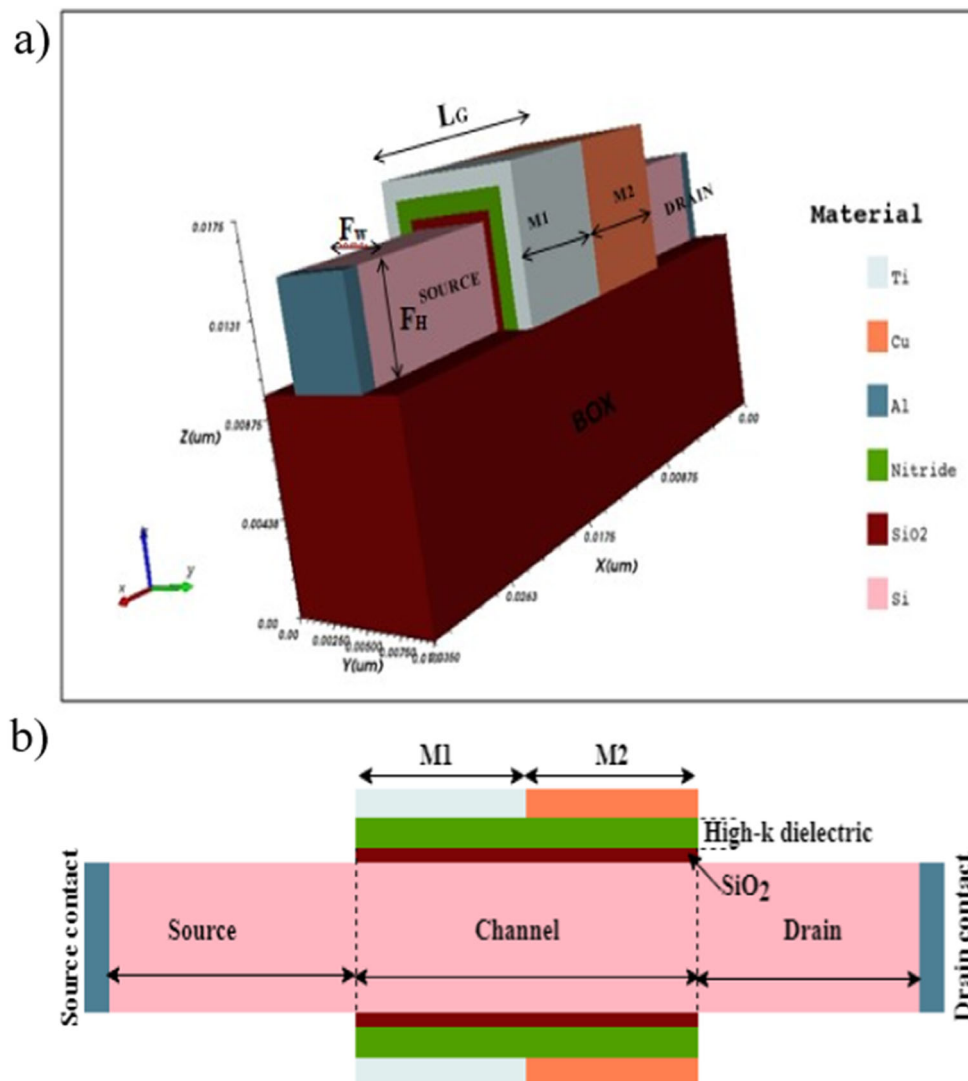 a)
LG
0.0175
FW
M1
M2
DRAIN
Material
SOURCE
FH
0.0131
Ti
Cu
BOX
Z(um)
0.00875
0.00
Al
0.00875
Nitride
0.00438
0.0175
X(um)
SiO2
x
y
0.0263
Si
0.00
0.00
0.00250
0.00500
0.00750
Y(um)
b)
M1
M2
High-k dielectric
SiO2
Source contact
Source
Channel
Drain
Drain contact